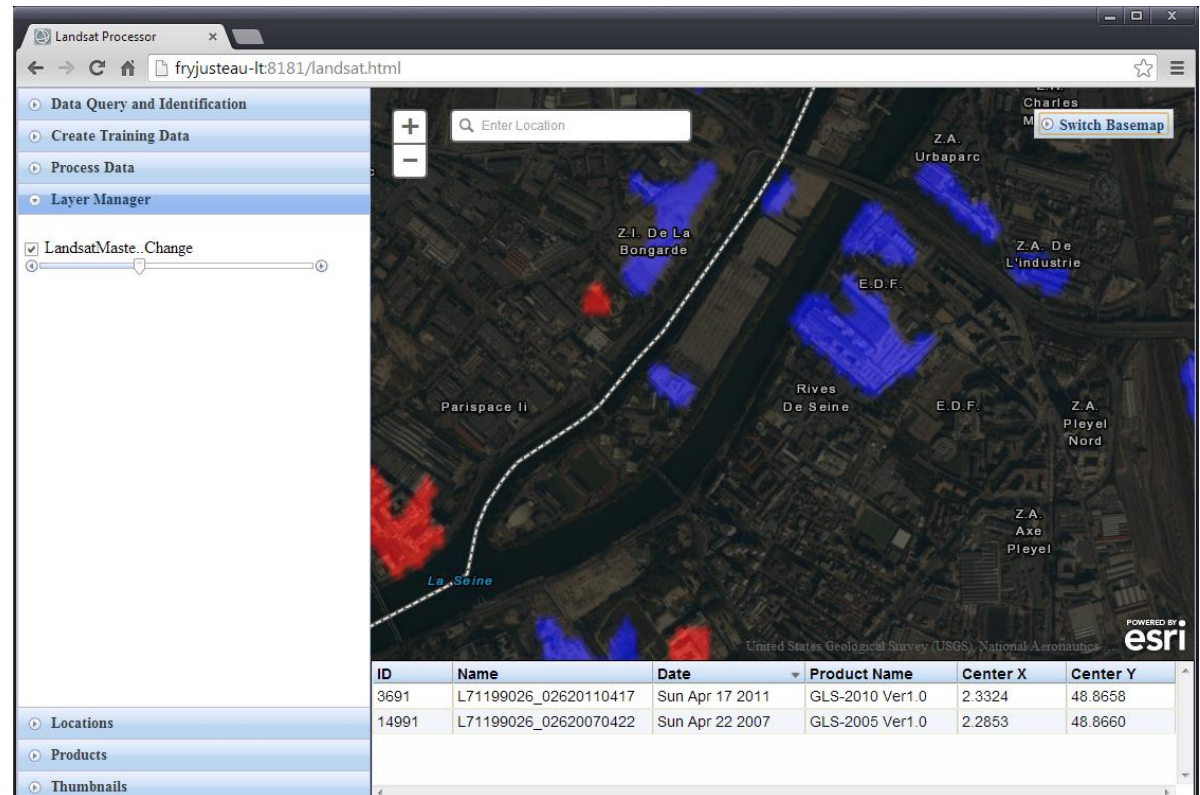 Landsat Processor
fryjusteau-lt:8181/landsat.html
Data Query and Identification
Create Training Data
Process Data
Layer Manager
LandsatMaste..Change
Locations
Products
Thumbnails
Enter Location
Switch Basemap
Charles
Z.A.
Urbaparc
Z.I. De La
Bongarde
Z.A. De
L'industrie
E.D.F.
Rives
De Seine
E.D.F.
Parispace Ii
Z.A.
Pleyel
Nord
Z.A.
Axe
Pleyel
La Seine
United States Geological Survey (USGS), National Aeronautics ...
POWERED BY
esri
ID Name Date Product Name Center X Center Y
3691 L71199026_02620110417 Sun Apr 17 2011 GLS-2010 Ver1.0 2.3324 48.8658
14991 L71199026_02620070422 Sun Apr 22 2007 GLS-2005 Ver1.0 2.2853 48.8660